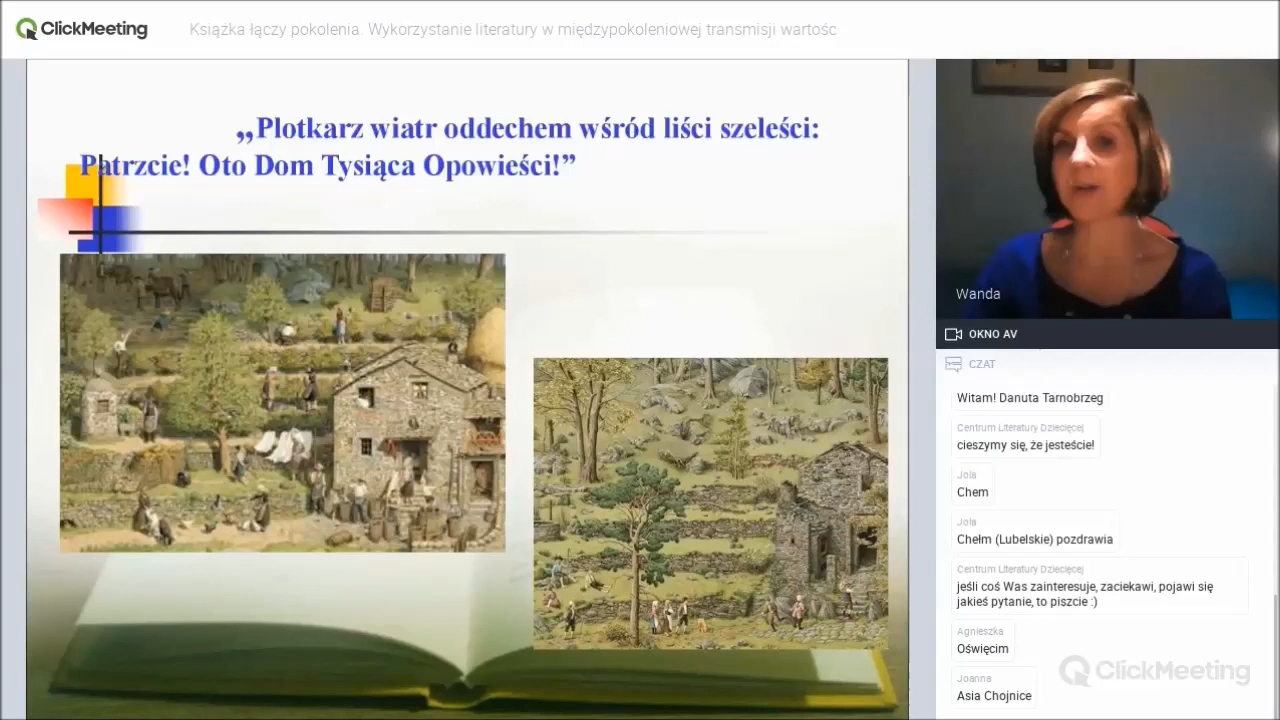 ClickMeeting
Książka łączy pokolenia. Wykorzystanie literatury w międzypokoleniowej transmisji wartośc
„Plotkarz wiatr oddechem wśród liści szeleści:
Patrzcie! Oto Dom Tysiąca Opowieści!”
Wanda
OKNO AV
CZAT
Witam! Danuta Tarnobrzeg
Centrum Literatury Dziecięcej
cieszymy się, że jesteście!
Jola
Chem
Jola
Chełm (Lubelskie) pozdrawia
Centrum Literatury Dziecięcej
jeśli coś Was zainteresuje, zaciekawi, pojawi się
jakieś pytanie, to piszcie :)
Agnieszka
Oświęcim
Joanna
Asia Chojnice
ClickMeeting